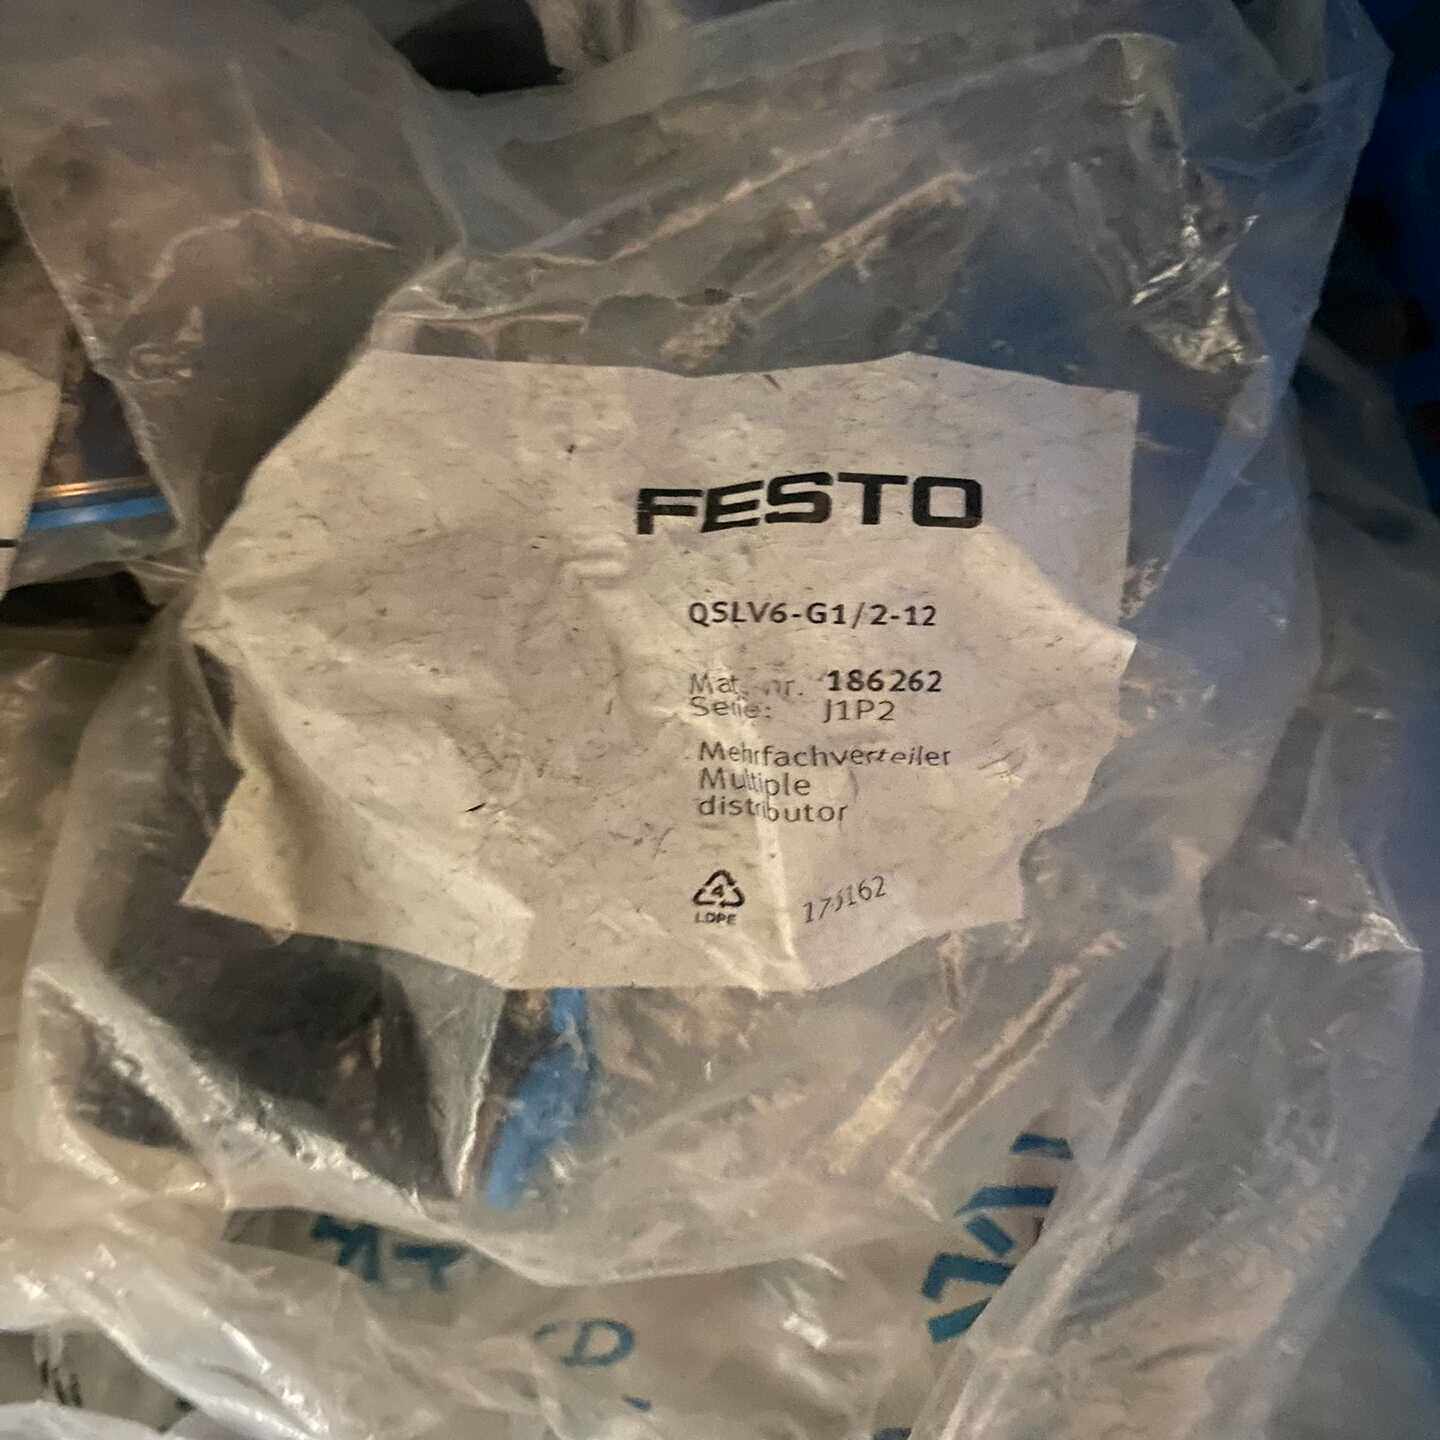 FESTO
QSLV6-G1/2-12
Mat.-nr. 186262
Serie: J1P2
Mehrfachverteiler
Multiple
distributor
4
LDPE